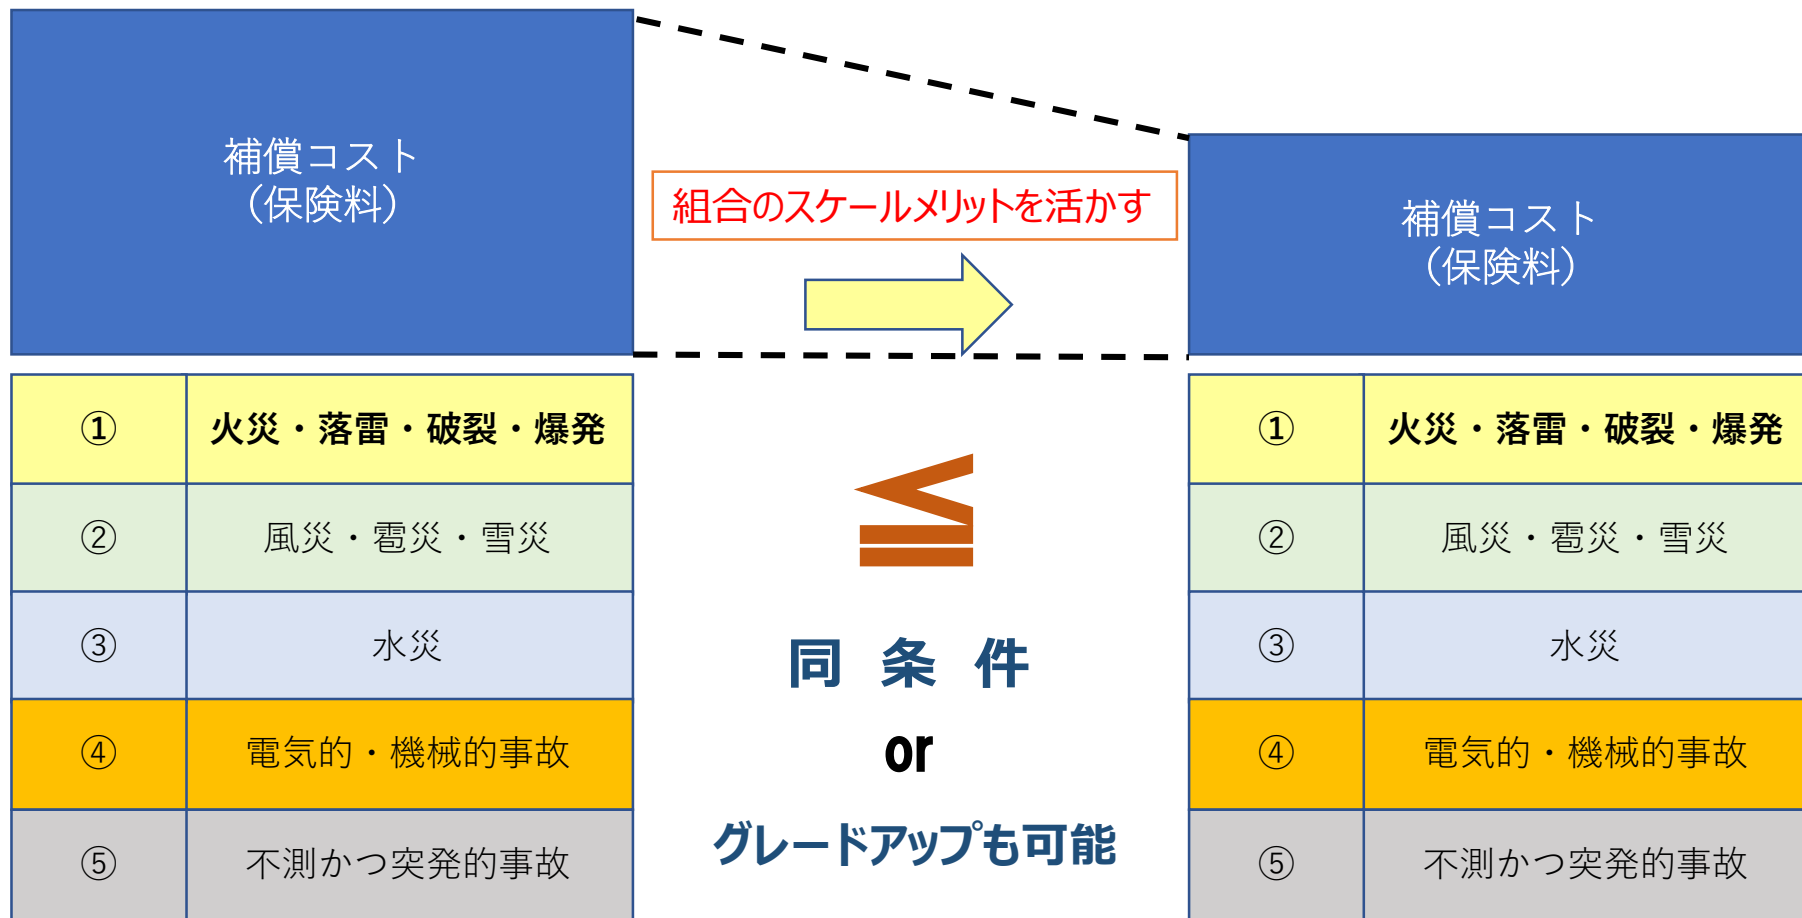 補償コスト
（保険料）
組合のスケールメリットを活かす
補償コスト
（保険料）
① 火災・落雷・破裂・爆発
② 風災・雹災・雪災
③ 水災
④ 電気的・機械的事故
⑤ 不測かつ突発的事故
≦
同 条 件
or
グレードアップも可能
① 火災・落雷・破裂・爆発
② 風災・雹災・雪災
③ 水災
④ 電気的・機械的事故
⑤ 不測かつ突発的事故